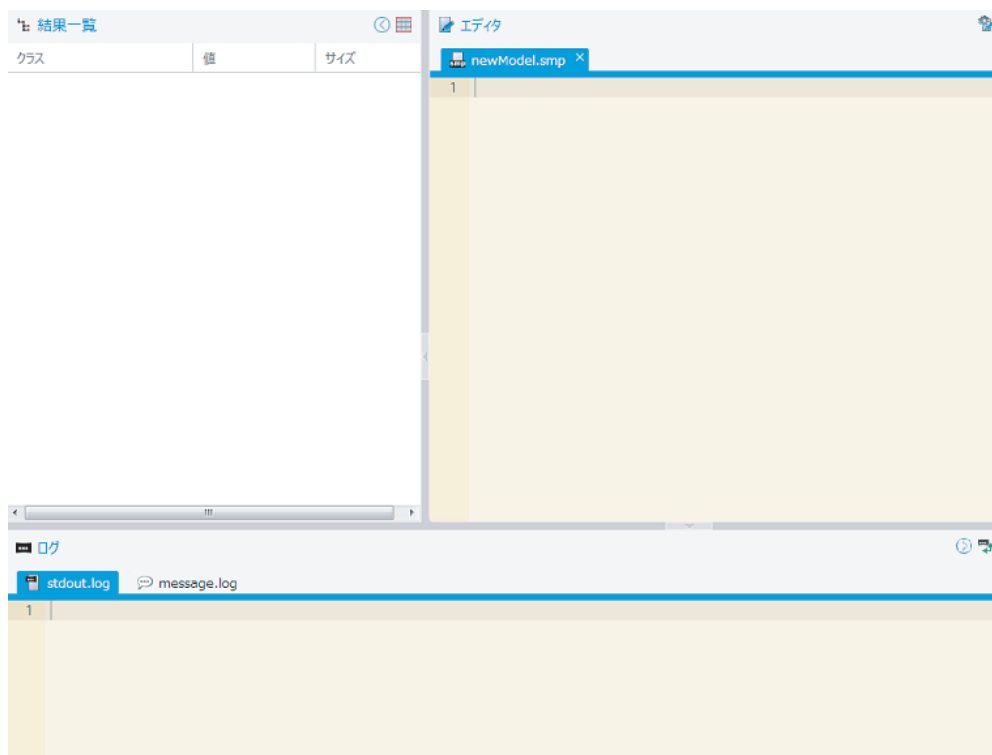 結果一覧
クラス 値 サイズ
エディタ
newModel.smp
1
ログ
stdout.log message.log
1